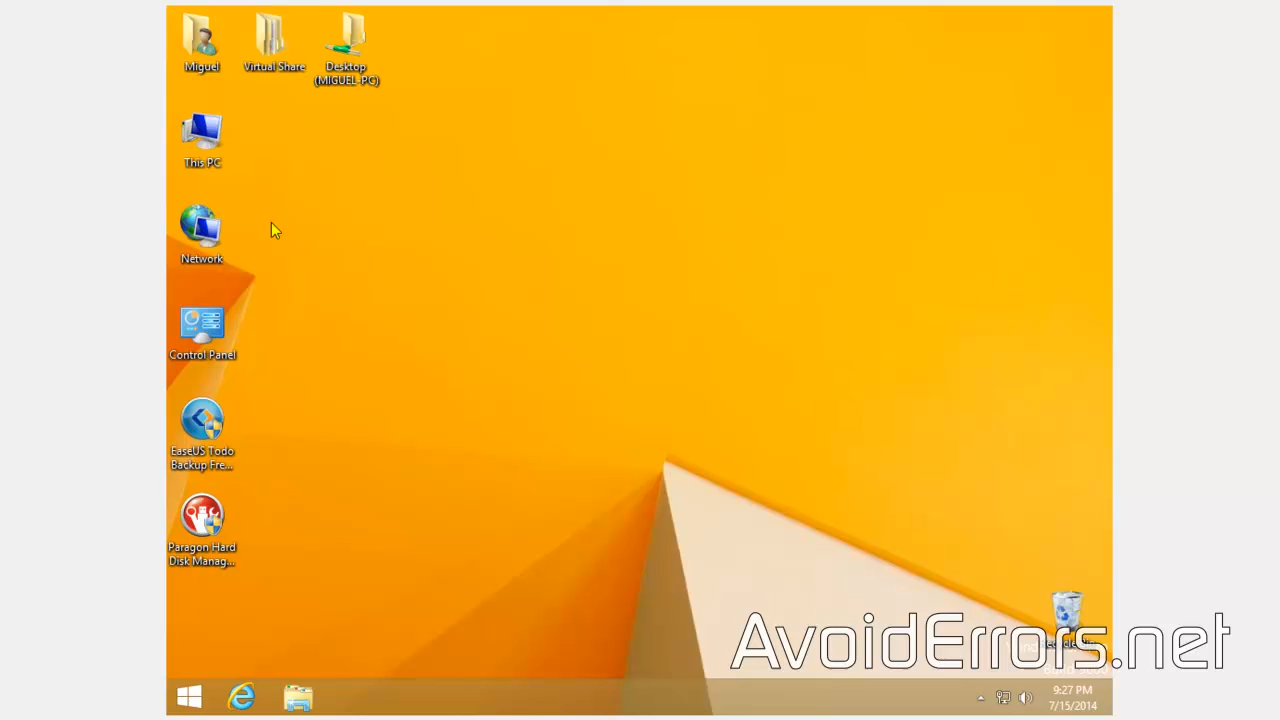 Miguel
Virtual Share
Desktop
(MIGUEL-PC)
This PC
Network
Control Panel
EaseUS Todo
Backup Fre...
Paragon Hard
Disk Manag...
AvoidErrors.net
9:27 PM
7/15/2014